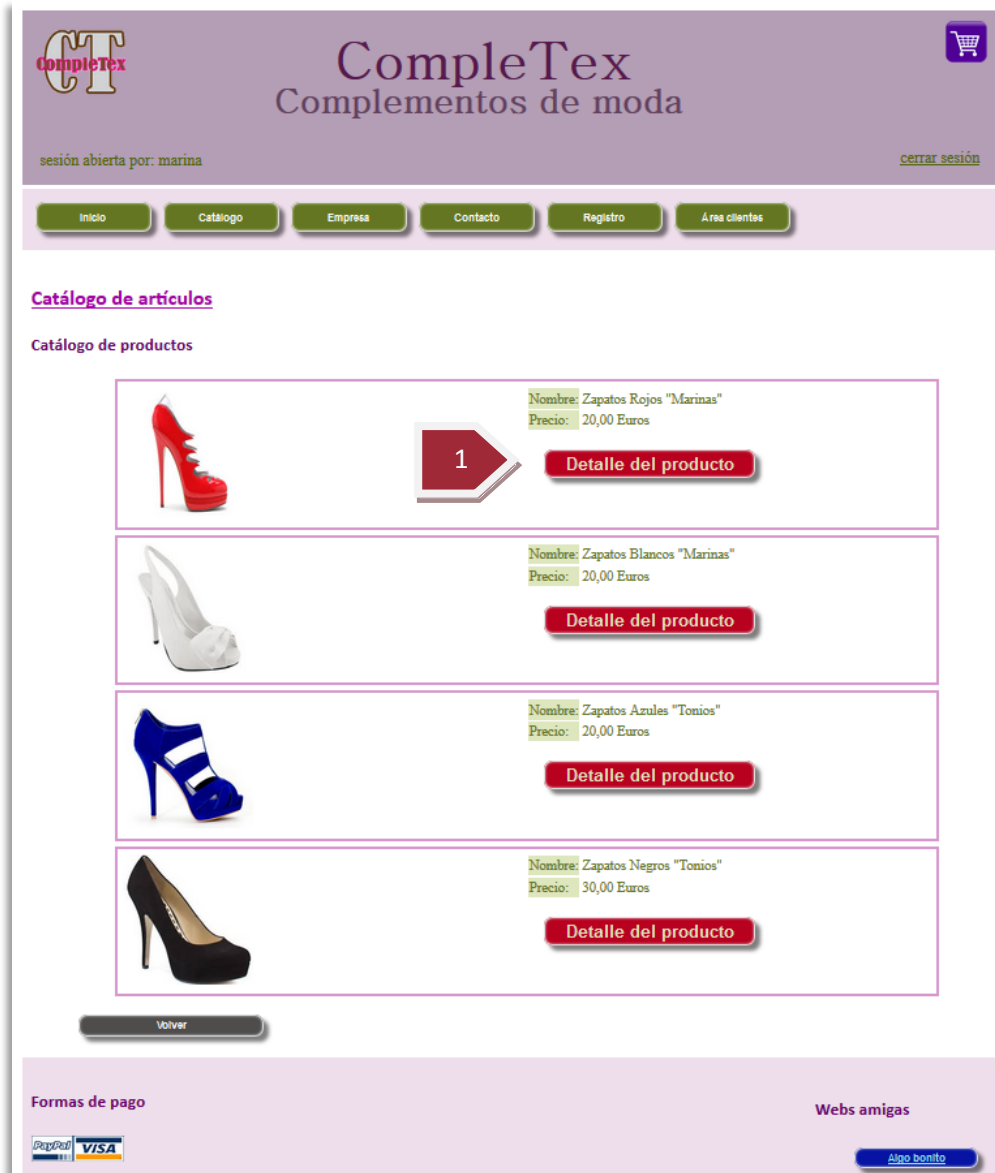 CT
CompleTex
CompleTex
Complementos de moda
sesión abierta por: marina
cerrar sesión
Inicio
Catálogo
Empresa
Contacto
Registro
Área clientes
Catálogo de artículos
Catálogo de productos
Nombre: Zapatos Rojos "Marinas"
Precio: 20,00 Euros
1
Detalle del producto
Nombre: Zapatos Blancos "Marinas"
Precio: 20,00 Euros
Detalle del producto
Nombre: Zapatos Azules "Tonios"
Precio: 20,00 Euros
Detalle del producto
Nombre: Zapatos Negros "Tonios"
Precio: 30,00 Euros
Detalle del producto
Volver
Formas de pago
Webs amigas
PayPal VISA
Algo bonito